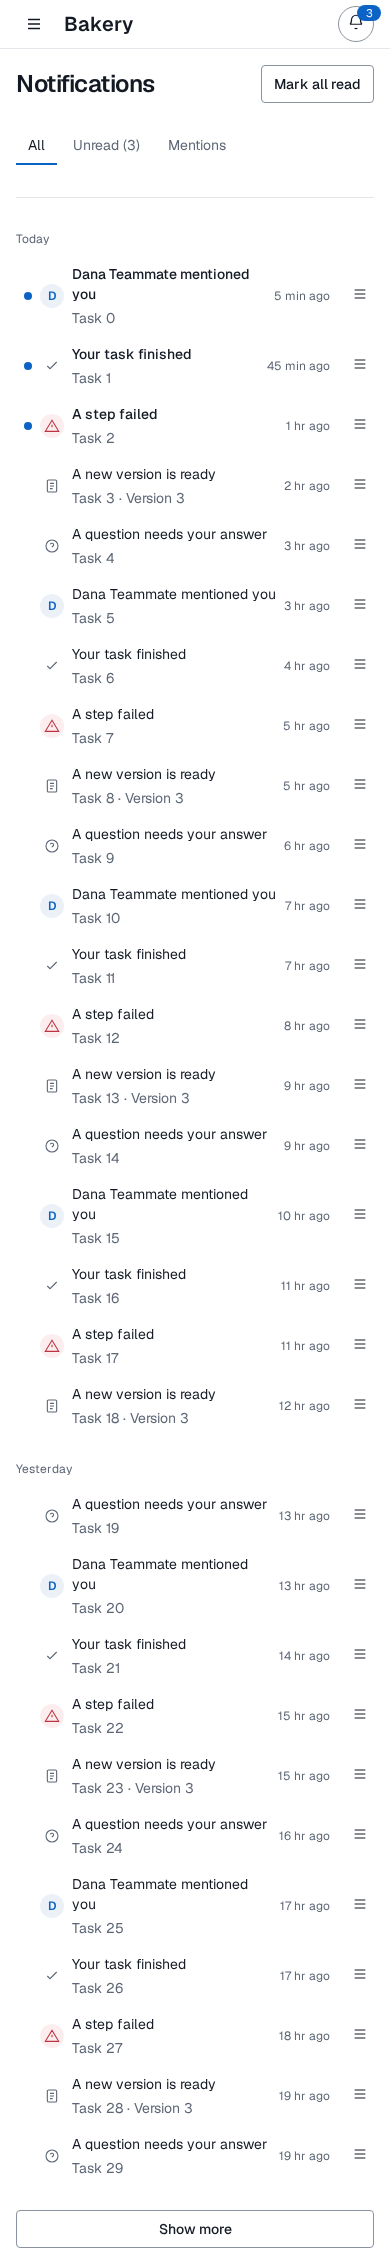 Bakery
3
Notifications
Mark all read
All
Unread (3)
Mentions
Today
D
Dana Teammate mentioned
you
5 min ago
Task 0
Your task finished
45 min ago
Task 1
A step failed
1 hr ago
Task 2
A new version is ready
2 hr ago
Task 3 · Version 3
A question needs your answer
3 hr ago
Task 4
D
Dana Teammate mentioned you
3 hr ago
Task 5
Your task finished
4 hr ago
Task 6
A step failed
5 hr ago
Task 7
A new version is ready
5 hr ago
Task 8 · Version 3
A question needs your answer
6 hr ago
Task 9
D
Dana Teammate mentioned you
7 hr ago
Task 10
Your task finished
7 hr ago
Task 11
A step failed
8 hr ago
Task 12
A new version is ready
9 hr ago
Task 13 · Version 3
A question needs your answer
9 hr ago
Task 14
D
Dana Teammate mentioned
you
10 hr ago
Task 15
Your task finished
11 hr ago
Task 16
A step failed
11 hr ago
Task 17
A new version is ready
12 hr ago
Task 18 · Version 3
Yesterday
A question needs your answer
13 hr ago
Task 19
D
Dana Teammate mentioned
you
13 hr ago
Task 20
Your task finished
14 hr ago
Task 21
A step failed
15 hr ago
Task 22
A new version is ready
15 hr ago
Task 23 · Version 3
A question needs your answer
16 hr ago
Task 24
D
Dana Teammate mentioned
you
17 hr ago
Task 25
Your task finished
17 hr ago
Task 26
A step failed
18 hr ago
Task 27
A new version is ready
19 hr ago
Task 28 · Version 3
A question needs your answer
19 hr ago
Task 29
Show more